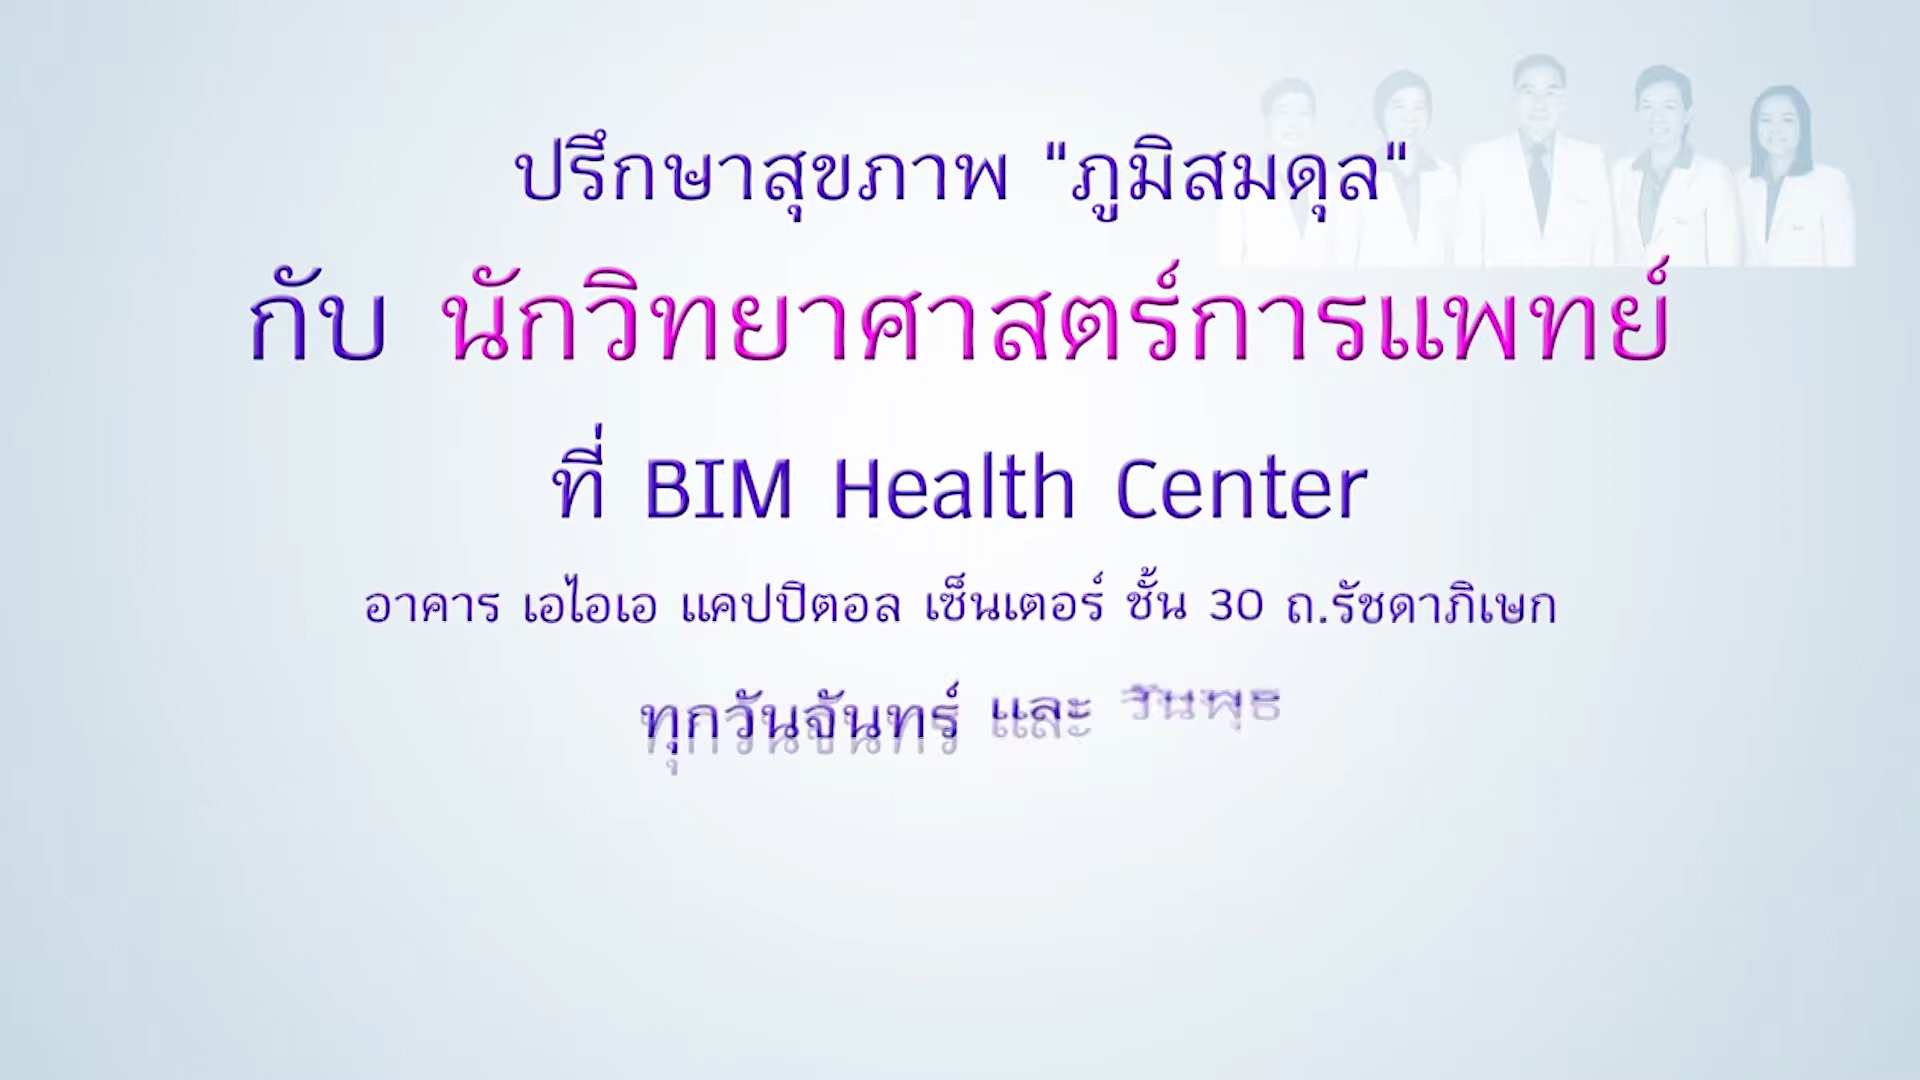 ปรึกษาสุขภาพ "ภูมิสมดุล"
กับ นักวิทยาศาสตร์การแพทย์
ที่ BIM Health Center
อาคาร เอไอเอ แคปปิตอล เซ็นเตอร์ ชั้น 30 ถ.รัชดาภิเษก
ทุกวันจันทร์ และ วันพุธ